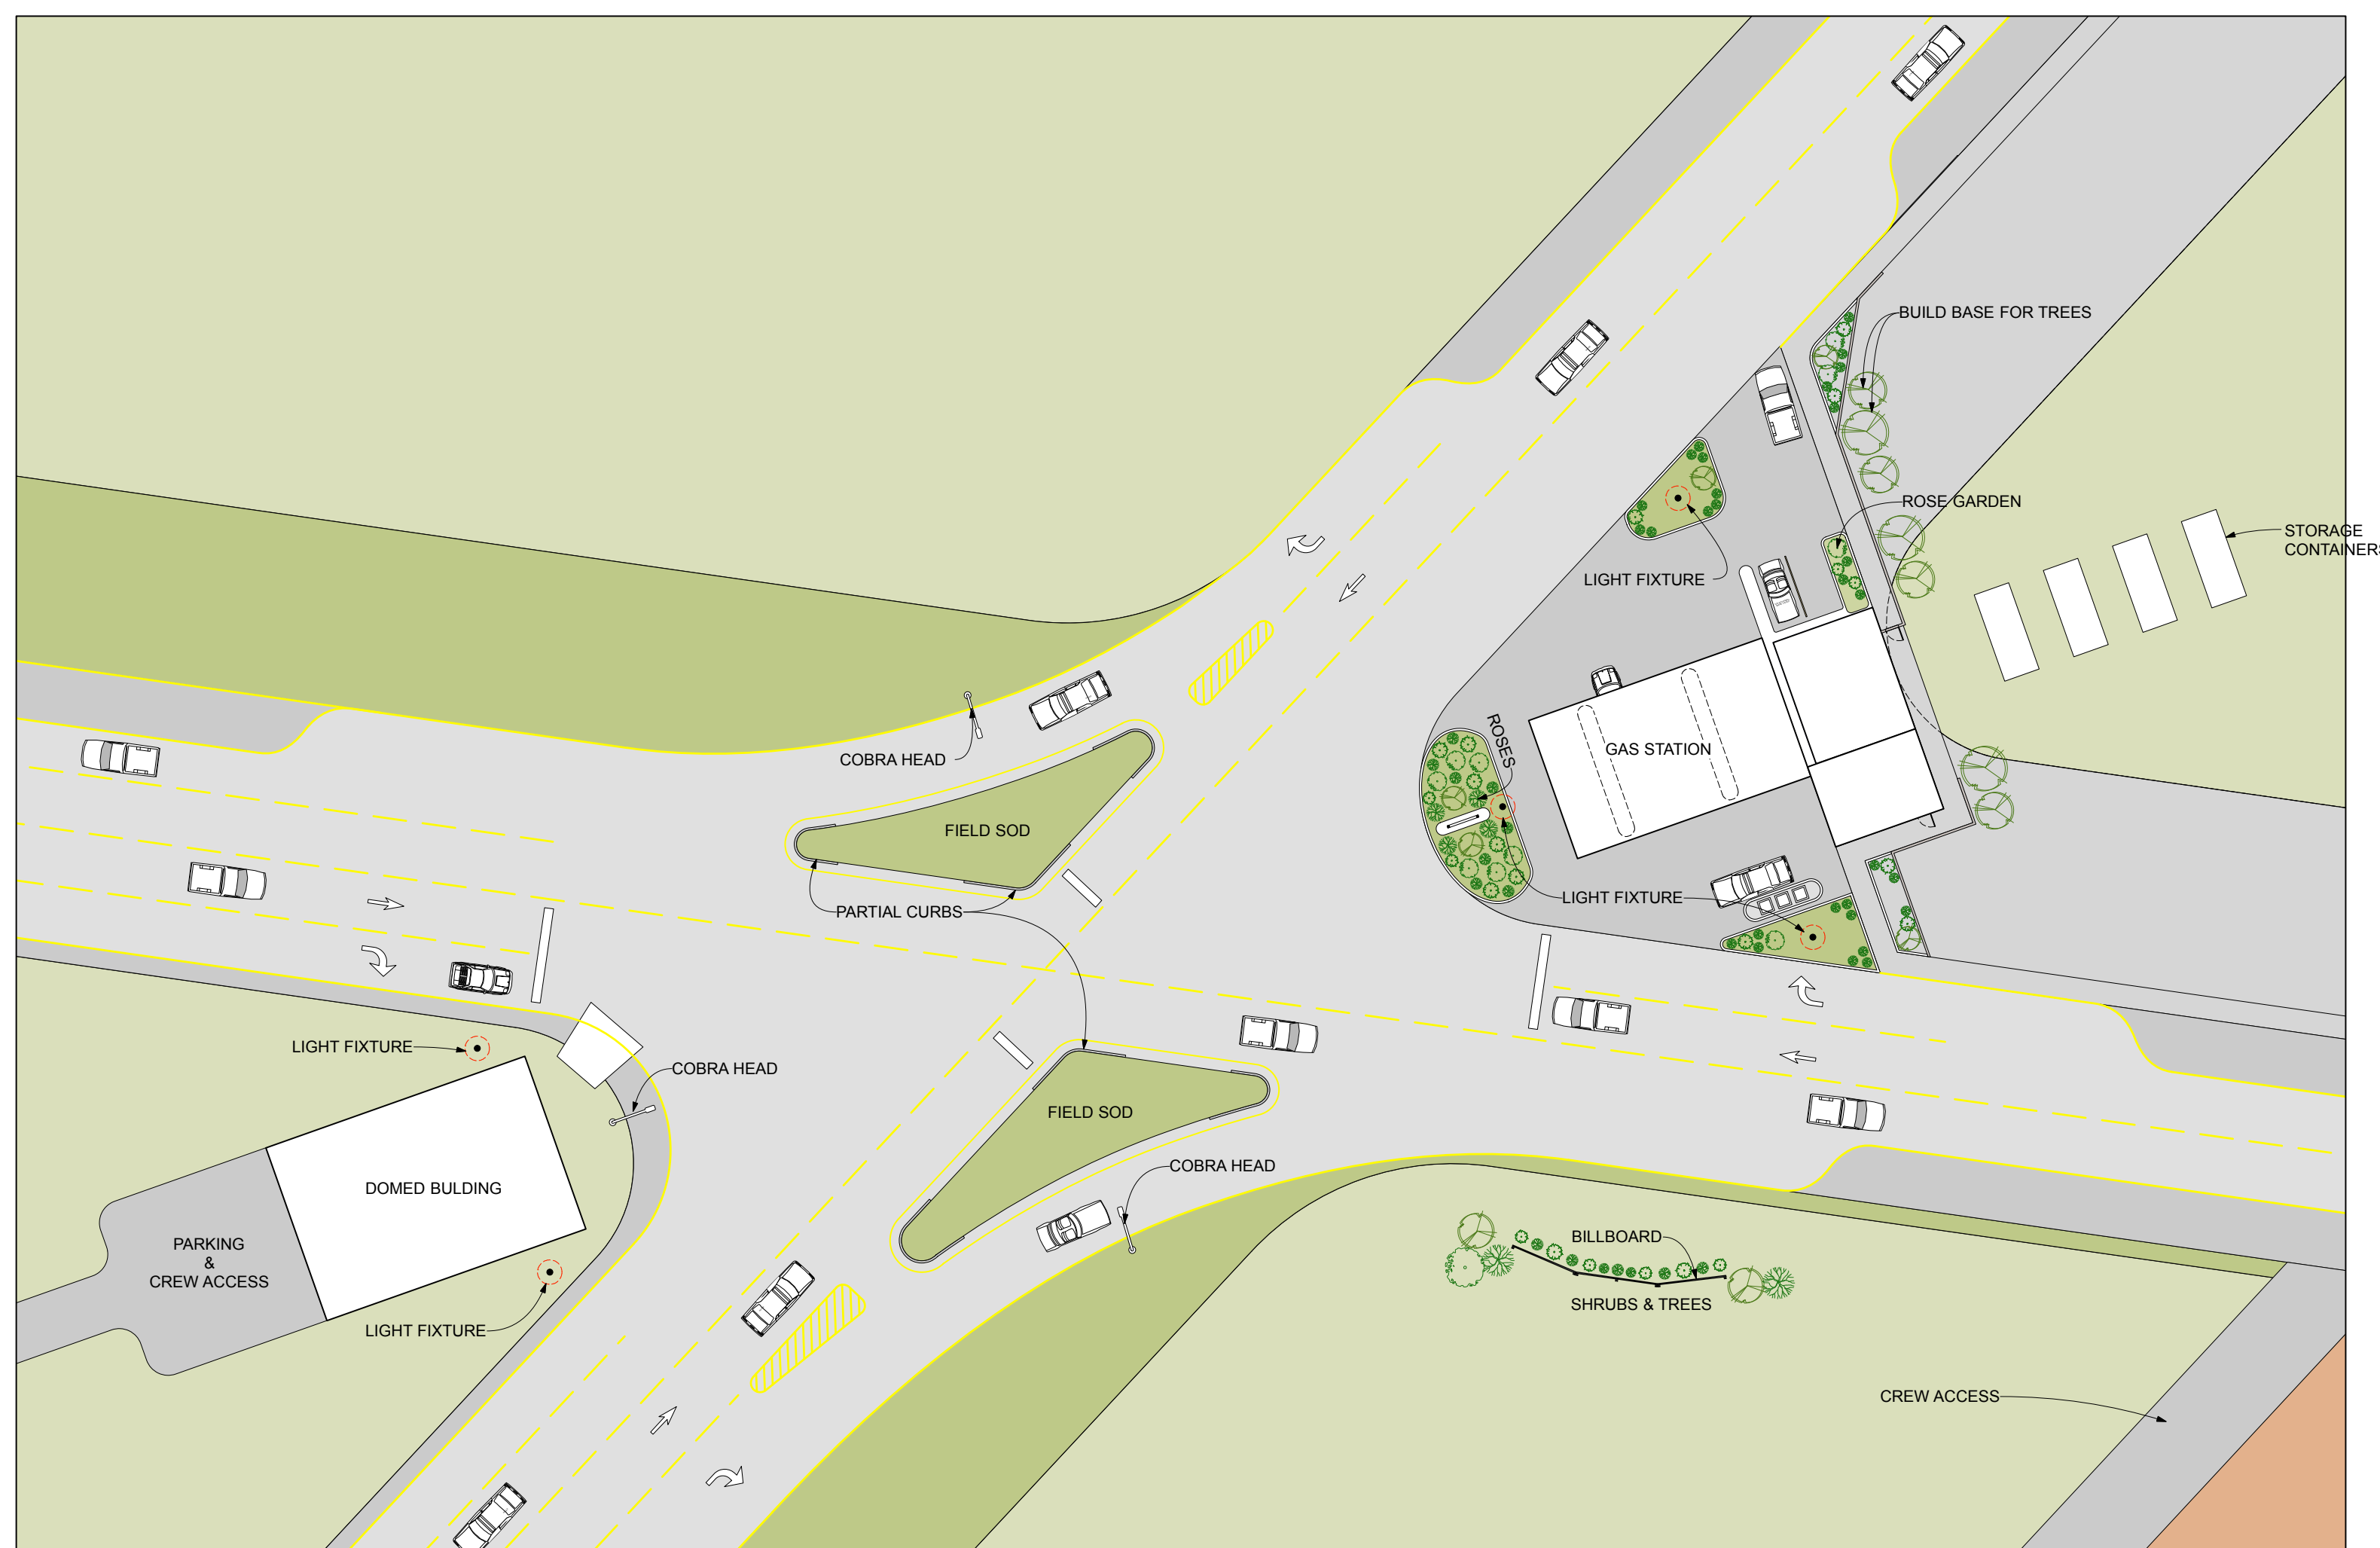 BUILD BASE FOR TREES
ROSE GARDEN
STORAGE
CONTAINERS
LIGHT FIXTURE
ROSES
GAS STATION
COBRA HEAD
FIELD SOD
LIGHT FIXTURE
PARTIAL CURBS
LIGHT FIXTURE
COBRA HEAD
FIELD SOD
COBRA HEAD
DOMED BULDING
PARKING
&
CREW ACCESS
BILLBOARD
SHRUBS & TREES
LIGHT FIXTURE
CREW ACCESS